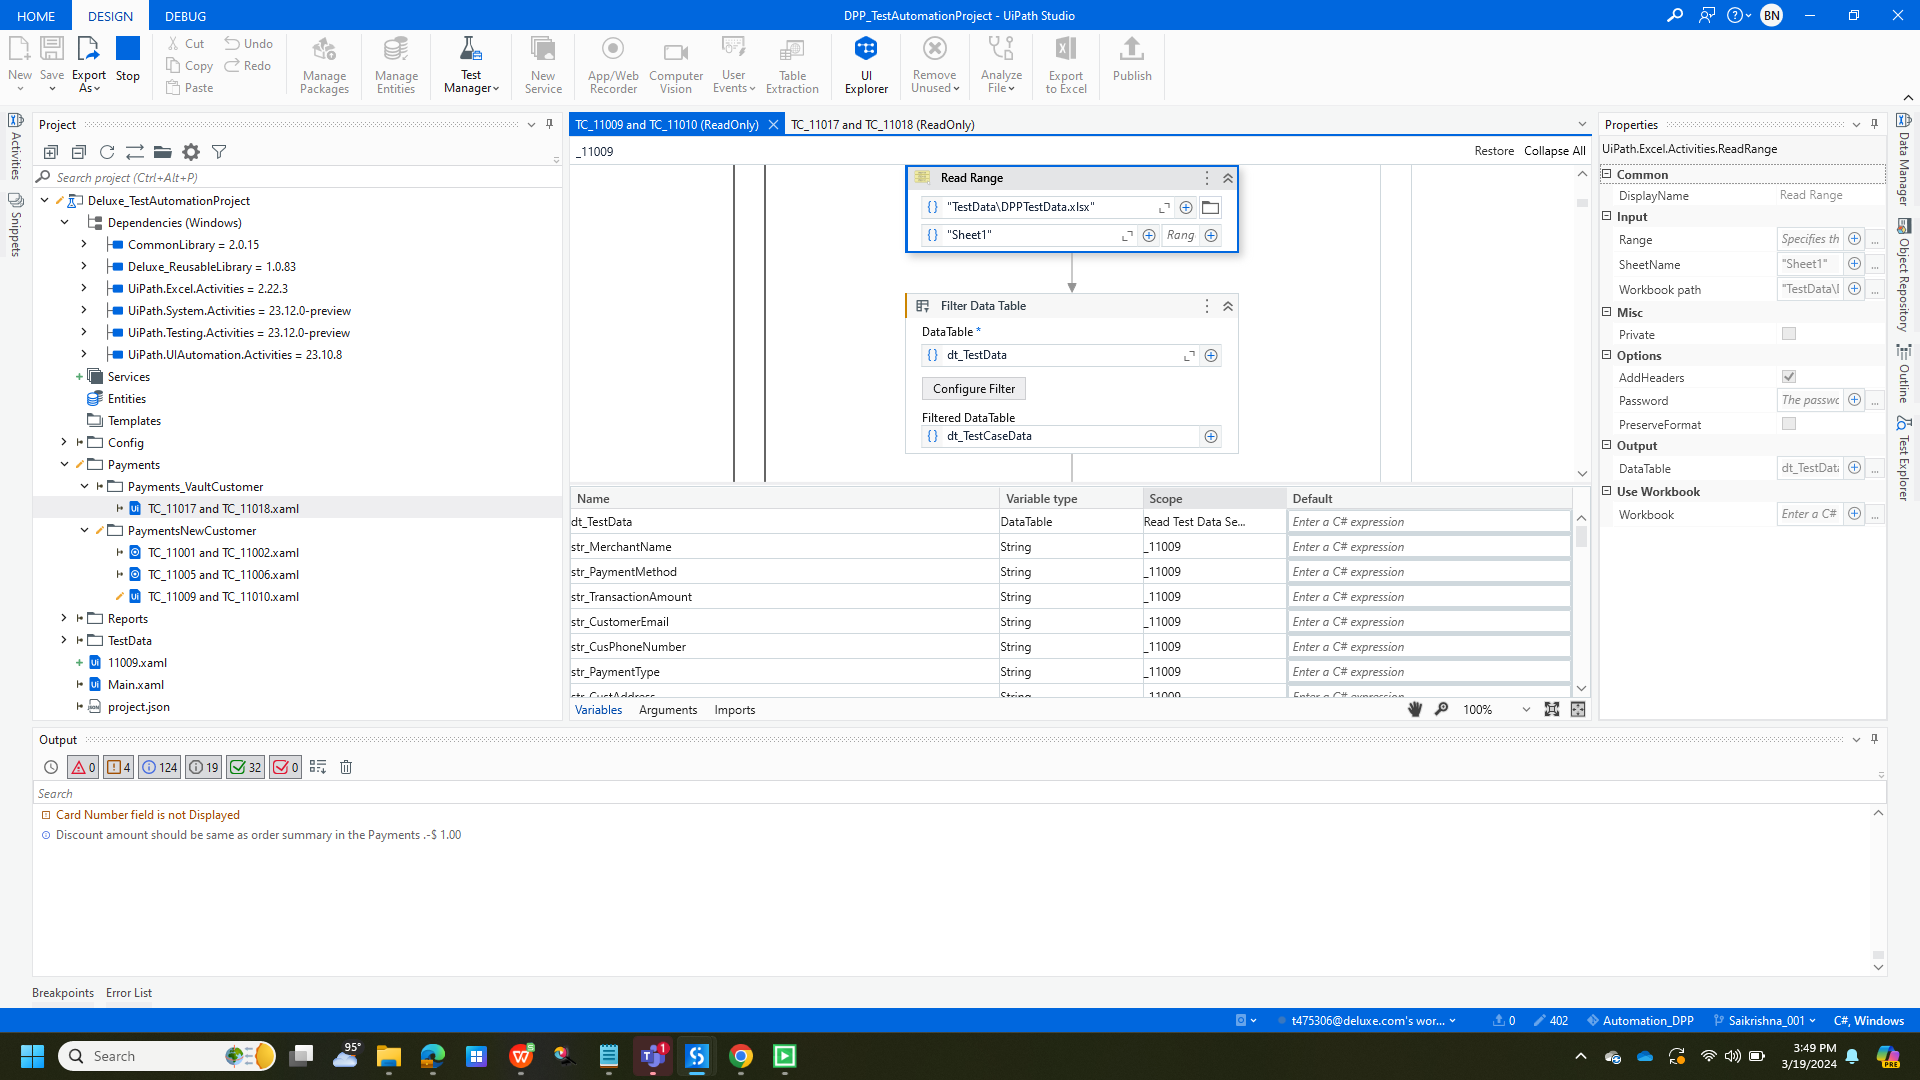 HOME DESIGN DEBUG DPP_TestAutomationProject - UiPath Studio BN
New Save Export As Stop Cut Copy Paste Undo Redo Manage Packages Manage Entities Test Manager New Service App/Web Recorder Computer Vision User Events Table Extraction UI Explorer Remove Unused Analyze File Export to Excel Publish
Activities
Snippets
Project
Search project (Ctrl+Alt+P)
Deluxe_TestAutomationProject
Dependencies (Windows)
CommonLibrary = 2.0.15
Deluxe_ReusableLibrary = 1.0.83
UiPath.Excel.Activities = 2.22.3
UiPath.System.Activities = 23.12.0-preview
UiPath.Testing.Activities = 23.12.0-preview
UiPath.UIAutomation.Activities = 23.10.8
Services
Entities
Templates
Config
Payments
Payments_VaultCustomer
TC_11017 and TC_11018.xaml
PaymentsNewCustomer
TC_11001 and TC_11002.xaml
TC_11005 and TC_11006.xaml
TC_11009 and TC_11010.xaml
Reports
TestData
11009.xaml
Main.xaml
project.json
TC_11009 and TC_11010 (ReadOnly) TC_11017 and TC_11018 (ReadOnly)
_11009 Restore Collapse All
Read Range
"TestData\DPPTestData.xlsx"
"Sheet1" Rang
Filter Data Table
DataTable *
dt_TestData
Configure Filter
Filtered DataTable
dt_TestCaseData
Name Variable type Scope Default
dt_TestData DataTable Read Test Data Se... Enter a C# expression
str_MerchantName String _11009 Enter a C# expression
str_PaymentMethod String _11009 Enter a C# expression
str_TransactionAmount String _11009 Enter a C# expression
str_CustomerEmail String _11009 Enter a C# expression
str_CusPhoneNumber String _11009 Enter a C# expression
str_PaymentType String _11009 Enter a C# expression
str_CustAddress String _11009 Enter a C# expression
Variables Arguments Imports 100%
Properties
UiPath.Excel.Activities.ReadRange
Common
DisplayName Read Range
Input
Range Specifies th ...
SheetName "Sheet1" ...
Workbook path "TestData\I ...
Misc
Private
Options
AddHeaders
Password The passwc ...
PreserveFormat
Output
DataTable dt_TestData ...
Use Workbook
Workbook Enter a C# ...
Data Manager
Object Repository
Outline
Test Explorer
Output
0 4 124 19 32 0
Search
Card Number field is not Displayed
Discount amount should be same as order summary in the Payments .-$ 1.00
Breakpoints Error List
t475306@deluxe.com's wor... 0 402 Automation_DPP Saikrishna_001 C#, Windows
Search 95° 1 3:49 PM
3/19/2024